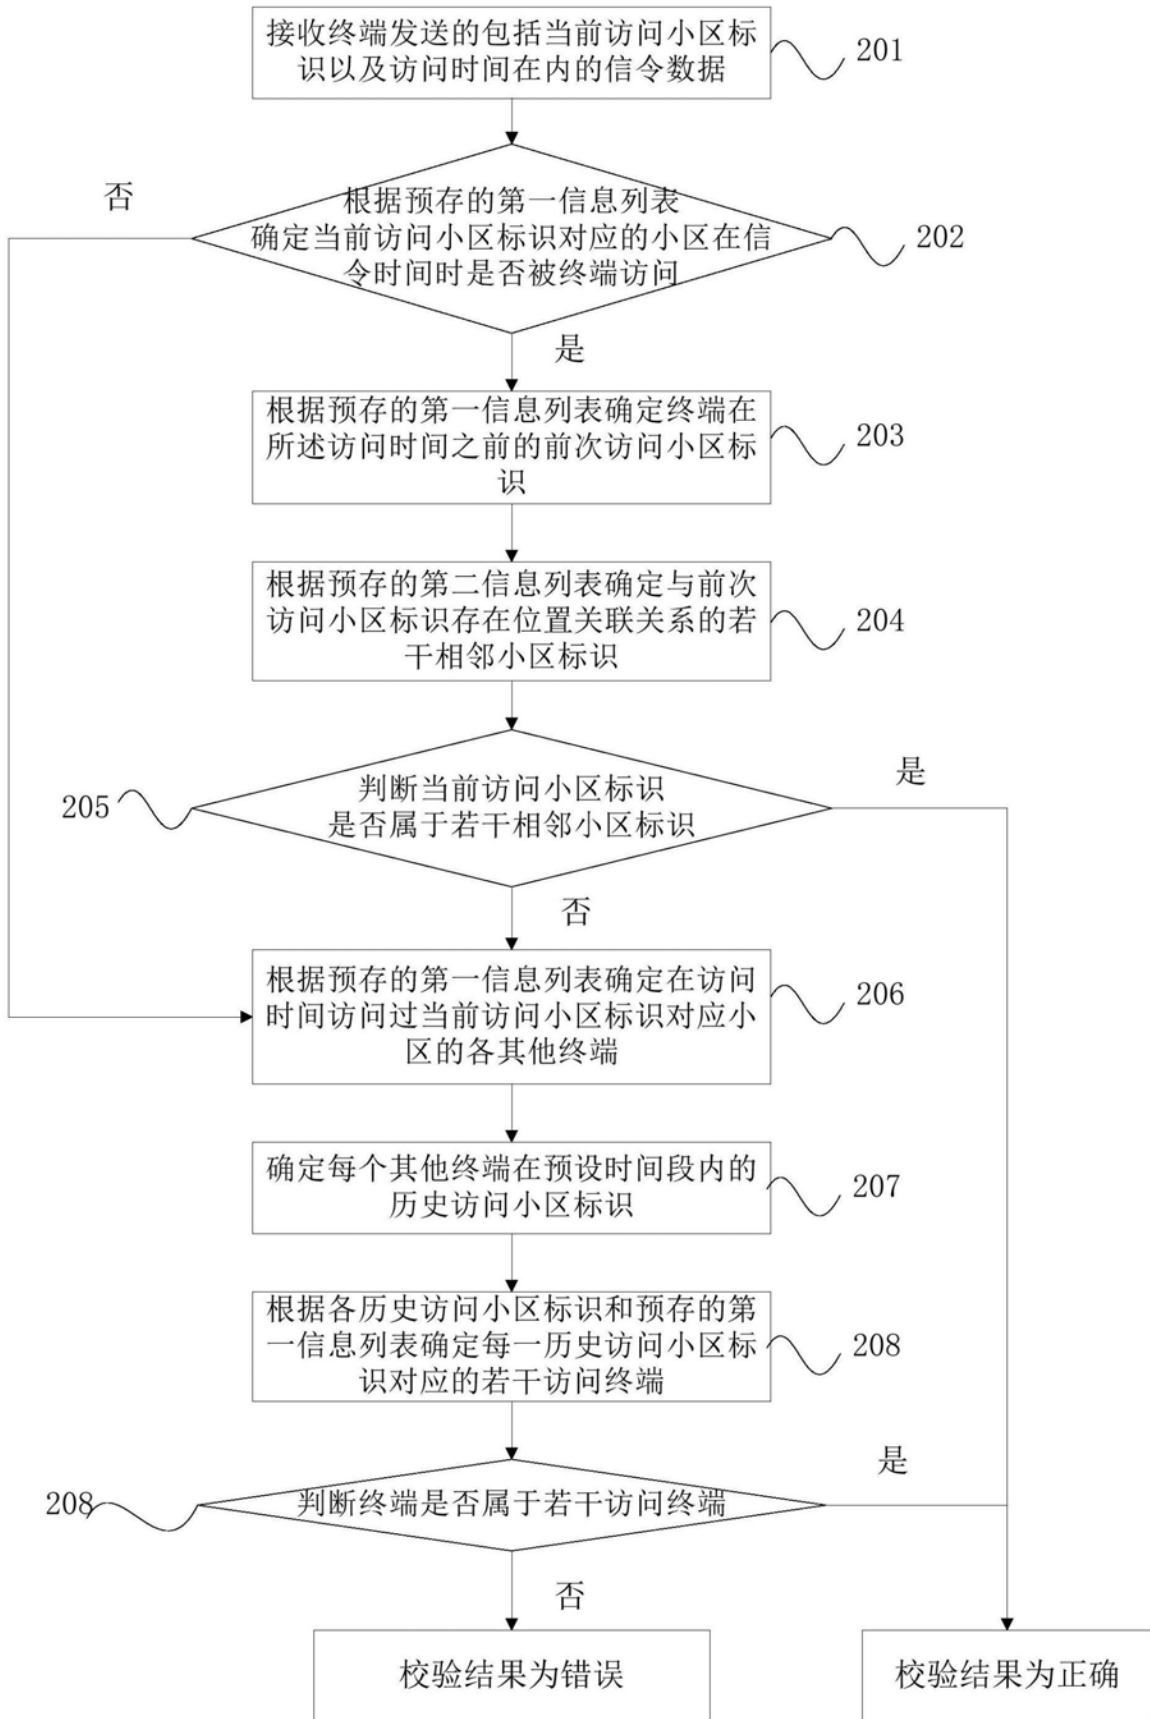 接收终端发送的包括当前访问小区标
识以及访问时间在内的信令数据
201
否
根据预存的第一信息列表
确定当前访问小区标识对应的小区在信
令时间时是否被终端访问
202
是
根据预存的第一信息列表确定终端在
所述访问时间之前的前次访问小区标
识
203
根据预存的第二信息列表确定与前次
访问小区标识存在位置关联关系的若
干相邻小区标识
204
判断当前访问小区标识
是否属于若干相邻小区标识
205
是
否
根据预存的第一信息列表确定在访问
时间访问过当前访问小区标识对应小
区的各其他终端
206
确定每个其他终端在预设时间段内的
历史访问小区标识
207
根据各历史访问小区标识和预存的第
一信息列表确定每一历史访问小区标
识对应的若干访问终端
208
是
208
判断终端是否属于若干访问终端
否
校验结果为错误
校验结果为正确